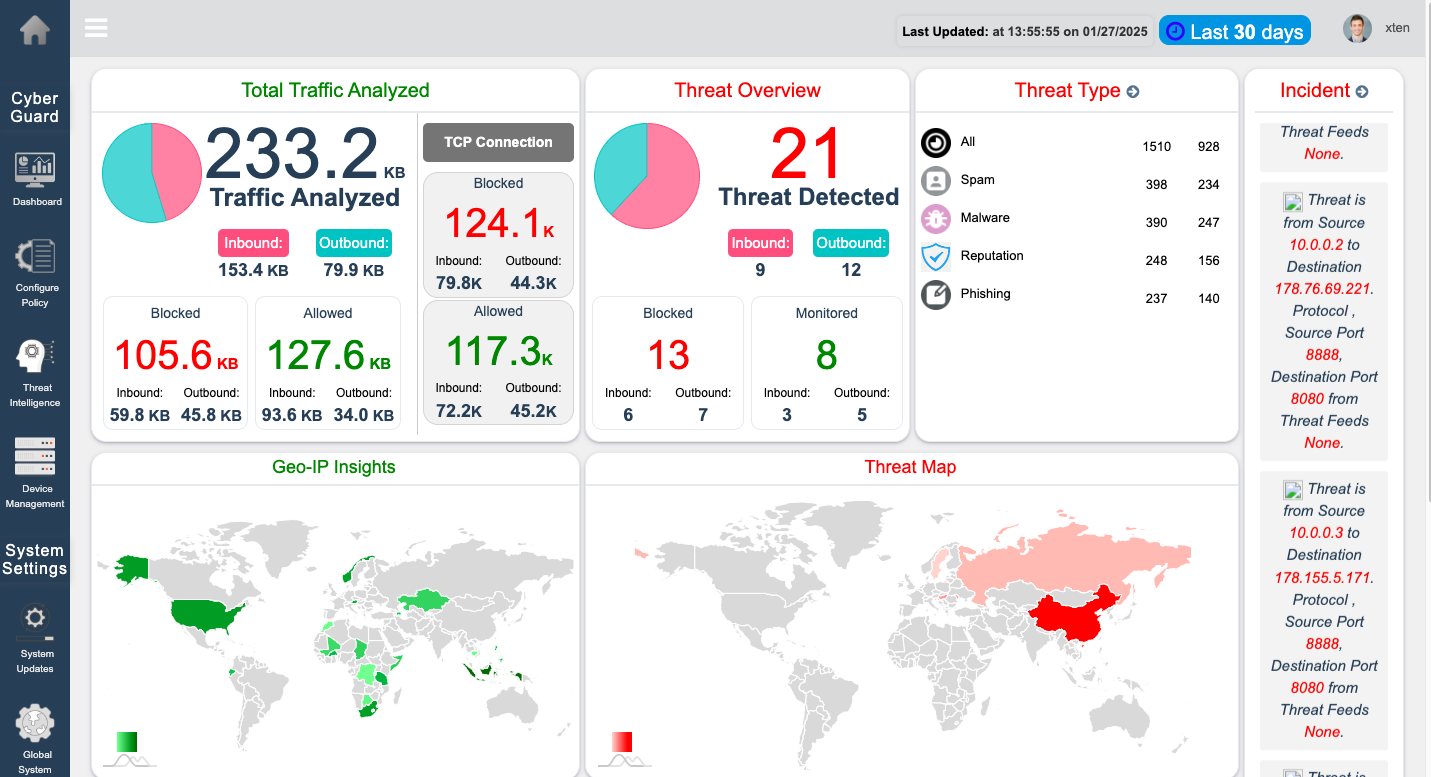 Last Updated: at 13:55:55 on 01/27/2025
Last 30 days
xten
Cyber
Guard
Dashboard
Configure
Policy
Threat
Intelligence
Device
Management
System
Settings
System
Updates
Global
System
Total Traffic Analyzed
233.2 KB
Traffic Analyzed
Inbound: Outbound:
153.4 KB 79.9 KB
Blocked
105.6 KB
Inbound: Outbound:
59.8 KB 45.8 KB
Allowed
127.6 KB
Inbound: Outbound:
93.6 KB 34.0 KB
TCP Connection
Blocked
124.1K
Inbound: Outbound:
79.8K 44.3K
Allowed
117.3K
Inbound: Outbound:
72.2K 45.2K
Threat Overview
21
Threat Detected
Inbound: Outbound:
9 12
Blocked
13
Inbound: Outbound:
6 7
Monitored
8
Inbound: Outbound:
3 5
Threat Type
All 1510 928
Spam 398 234
Malware 390 247
Reputation 248 156
Phishing 237 140
Incident
Threat Feeds
None.
Threat is
from Source
10.0.0.2 to
Destination
178.76.69.221.
Protocol ,
Source Port
8888,
Destination Port
8080 from
Threat Feeds
None.
Threat is
from Source
10.0.0.3 to
Destination
178.155.5.171.
Protocol ,
Source Port
8888,
Destination Port
8080 from
Threat Feeds
None.
Threat is
Geo-IP Insights
Threat Map